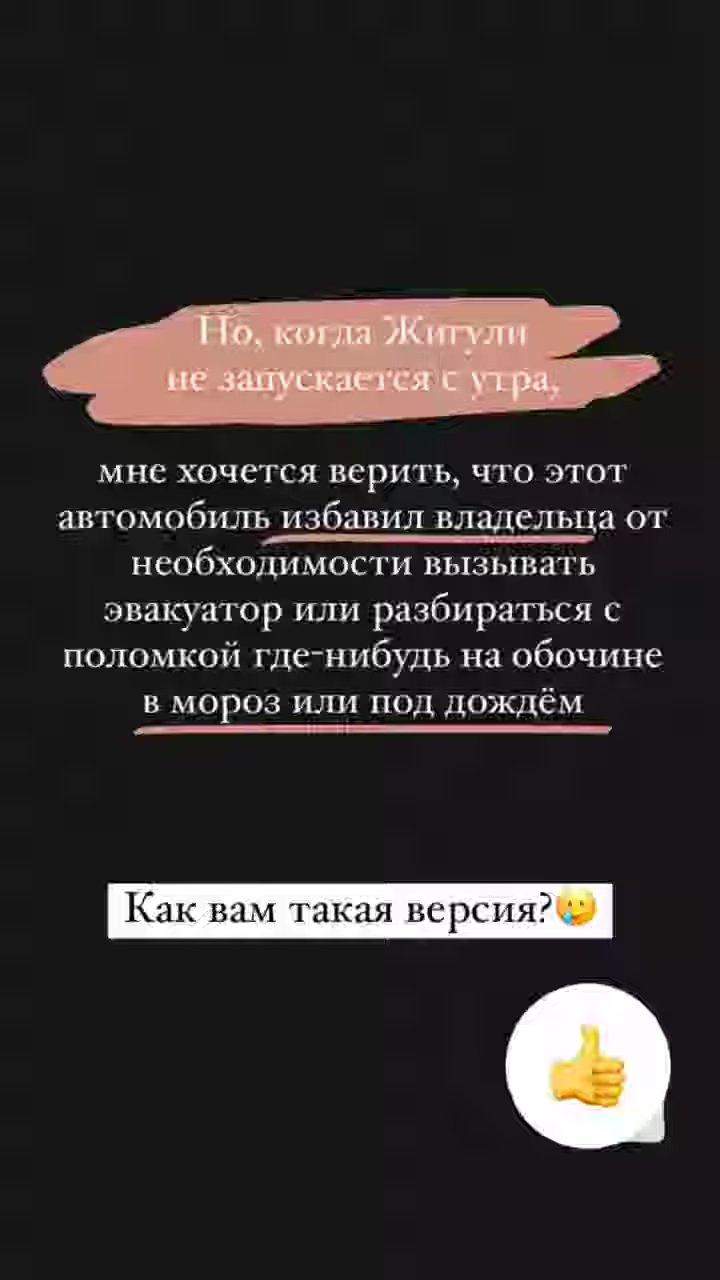 Но, когда Жигули
не запускается с утра,
мне хочется верить, что этот
автомобиль избавил владельца от
необходимости вызывать
эвакуатор или разбираться с
поломкой где-нибудь на обочине
в мороз или под дождём
Как вам такая версия?🥲